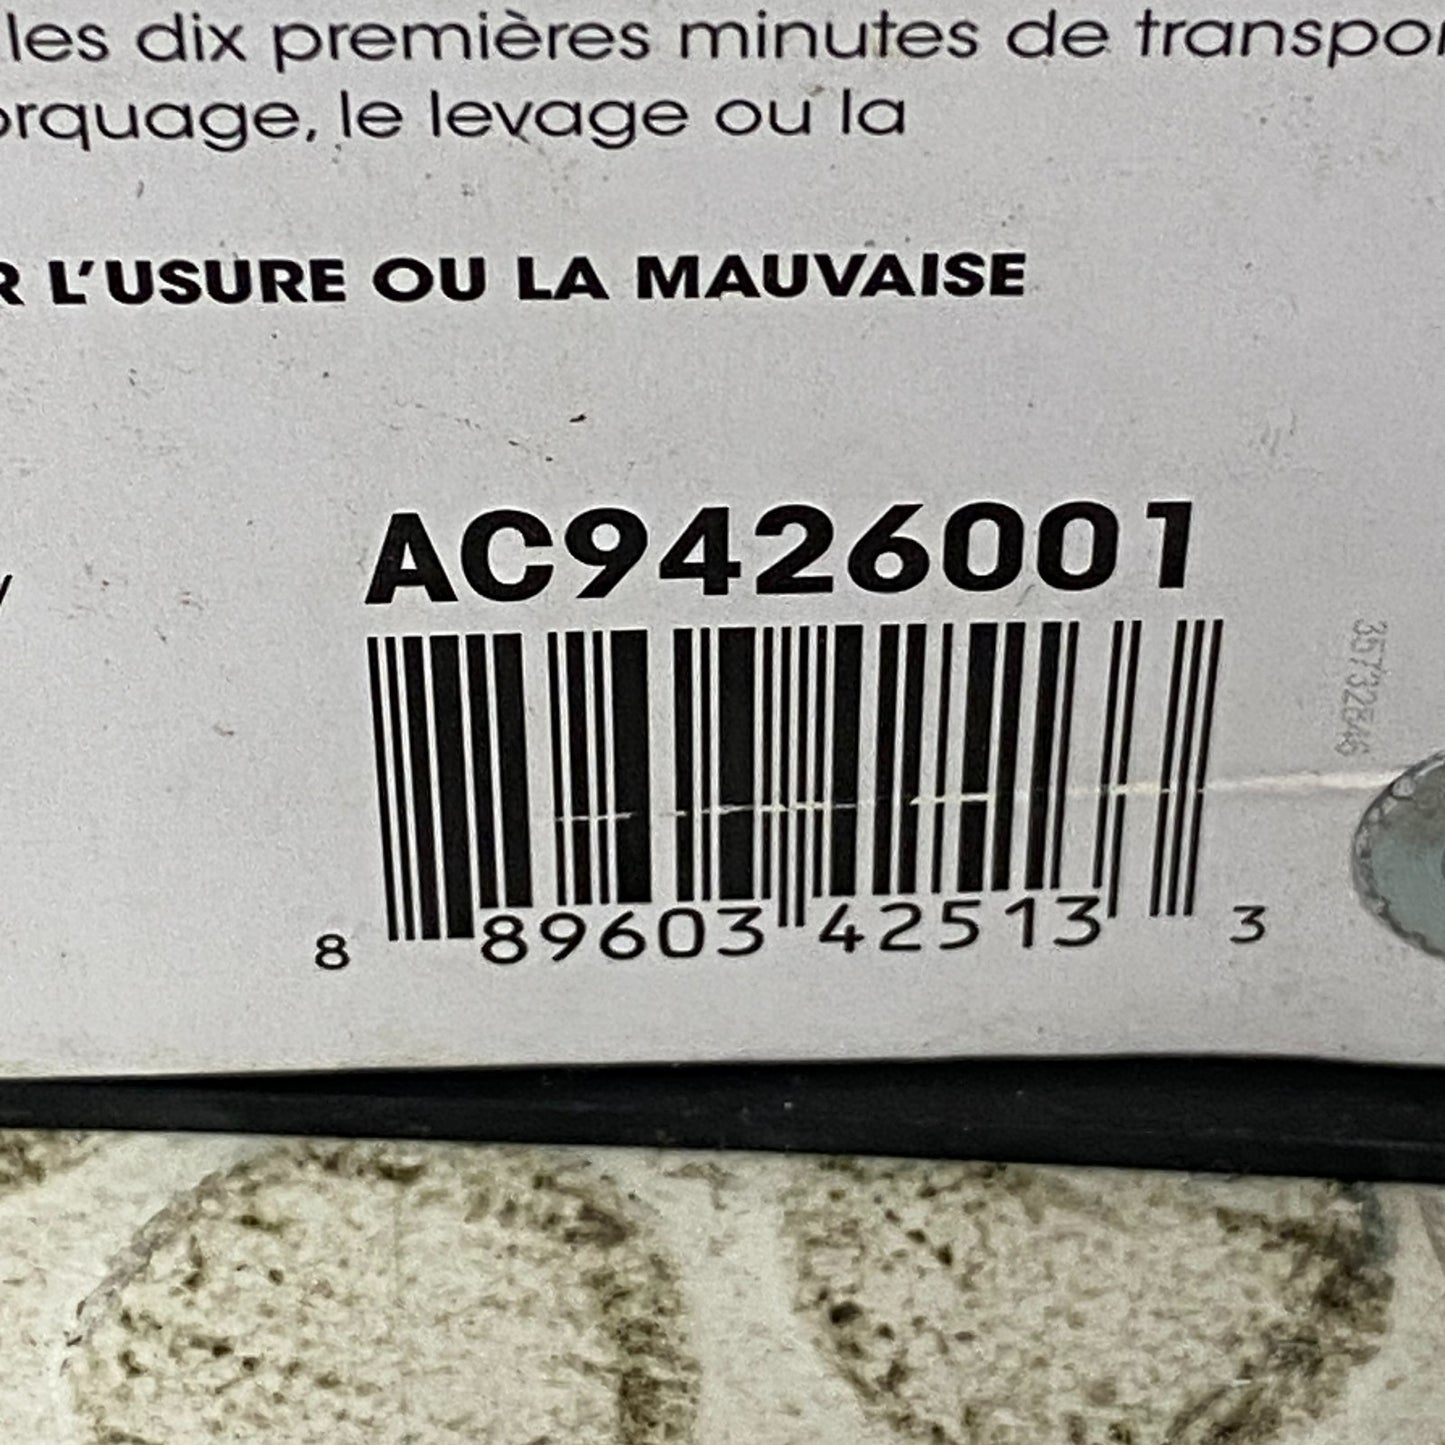 les dix premières minutes de
orquage, le levage ou la
R L'USURE OU LA MAUVAISE
AC9426001
8 89603 42513 3